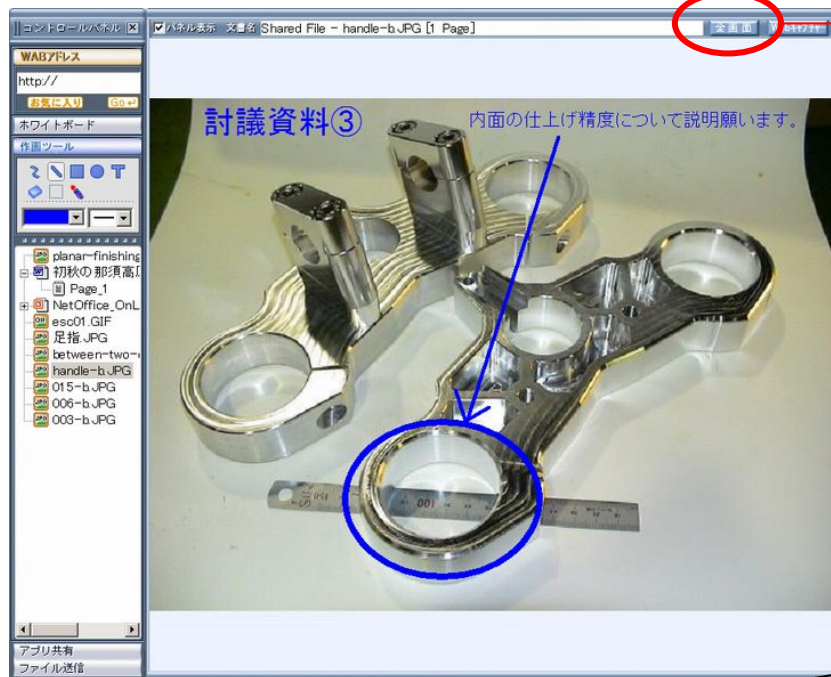 コントロールパネル
パネル表示 文書名 Shared File - handle-b.JPG [1 Page]
全画面
WABｱﾄﾞﾚｽ
http://
お気に入り Go
ホワイトボード
作画ツール
討議資料③
内面の仕上げ精度について説明願います。
planar-finishing
初秋の那須高
Page_1
NetOffice_OnL
esc01.GIF
足指.JPG
between-two-
handle-b.JPG
015-b.JPG
006-b.JPG
003-b.JPG
100
150
アプリ共有
ファイル送信